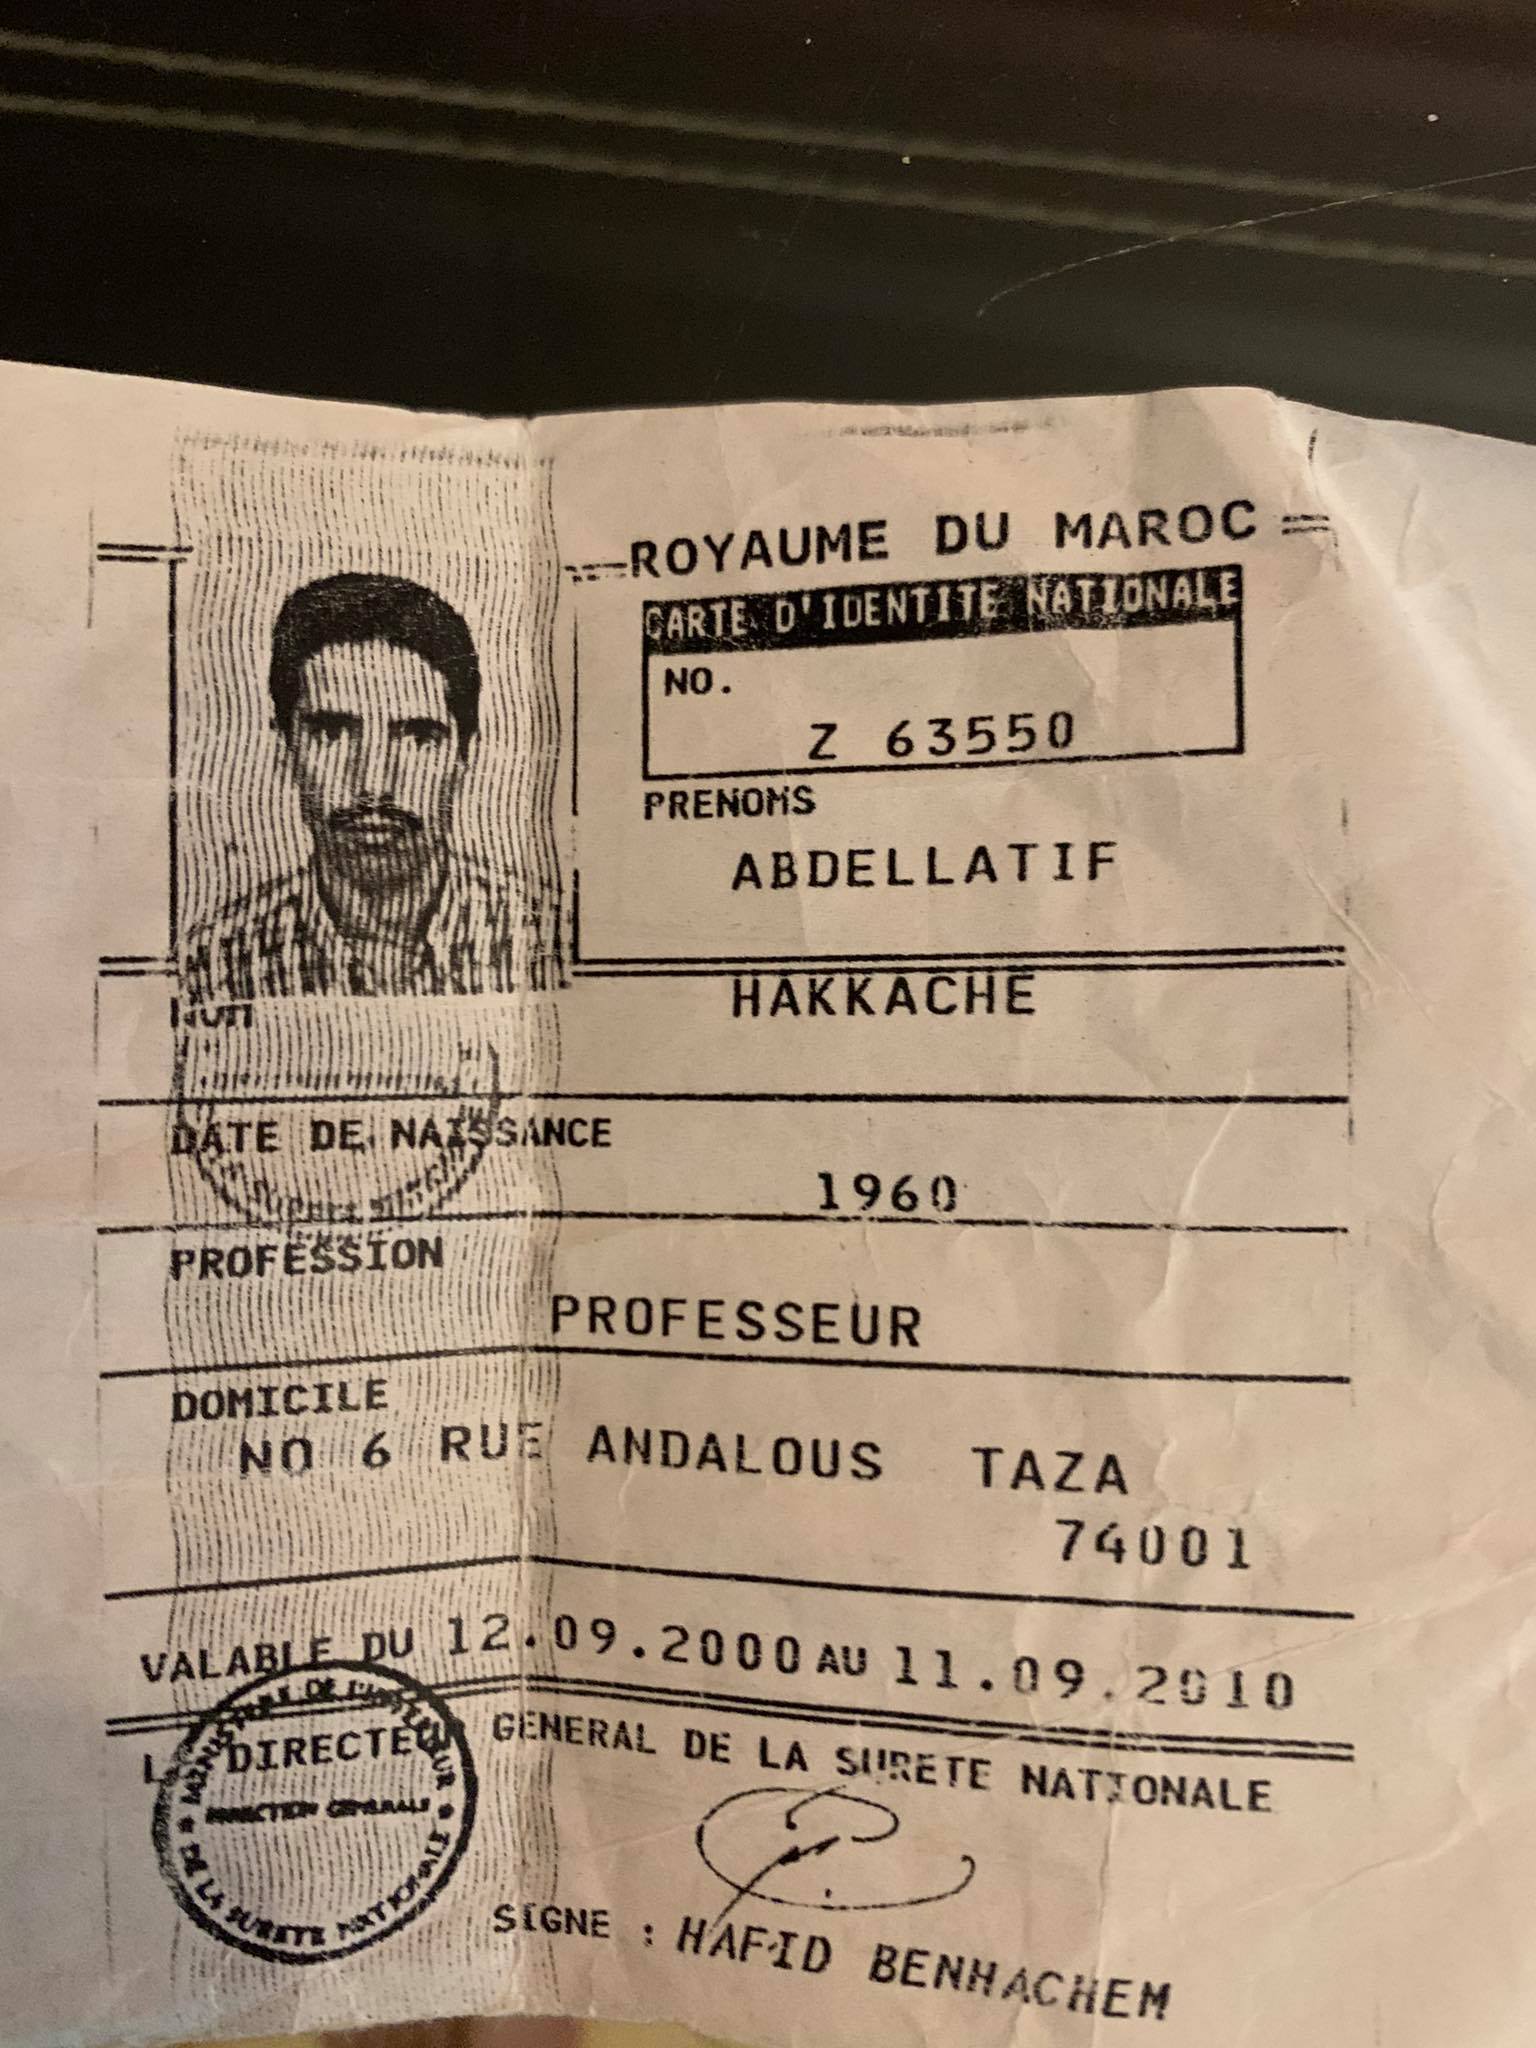 ROYAUME DU MAROC
CARTE D'IDENTITE NATIONALE
NO.
Z 63550
PRENOMS
ABDELLATIF
NOM
HAKKACHE
DATE DE NAISSANCE
1960
PROFESSION
PROFESSEUR
DOMICILE
NO 6 RUE ANDALOUS TAZA
74001
VALABLE DU 12.09.2000 AU 11.09.2010
LE DIRECTEUR GENERAL DE LA SURETE NATIONALE
MINISTERE DE L'INTERIEUR
DIRECTION GENERALE
DE LA SURETE NATIONALE
SIGNE : HAFID BENHACHEM